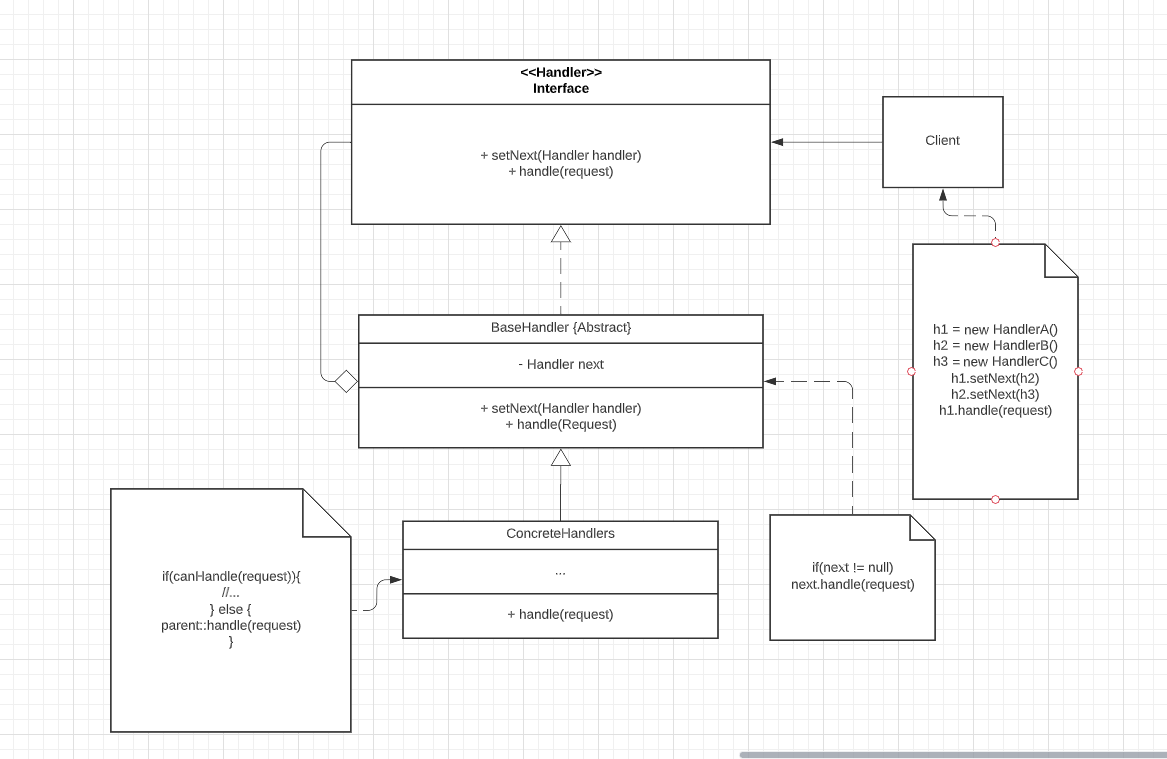 <<Handler>>
Interface
+ setNext(Handler handler)
+ handle(request)
Client
BaseHandler {Abstract}
- Handler next
+ setNext(Handler handler)
+ handle(Request)
h1 = new HandlerA()
h2 = new HandlerB()
h3 = new HandlerC()
h1.setNext(h2)
h2.setNext(h3)
h1.handle(request)
ConcreteHandlers
...
+ handle(request)
if(canHandle(request)){
//...
} else {
parent::handle(request)
}
if(next != null)
next.handle(request)